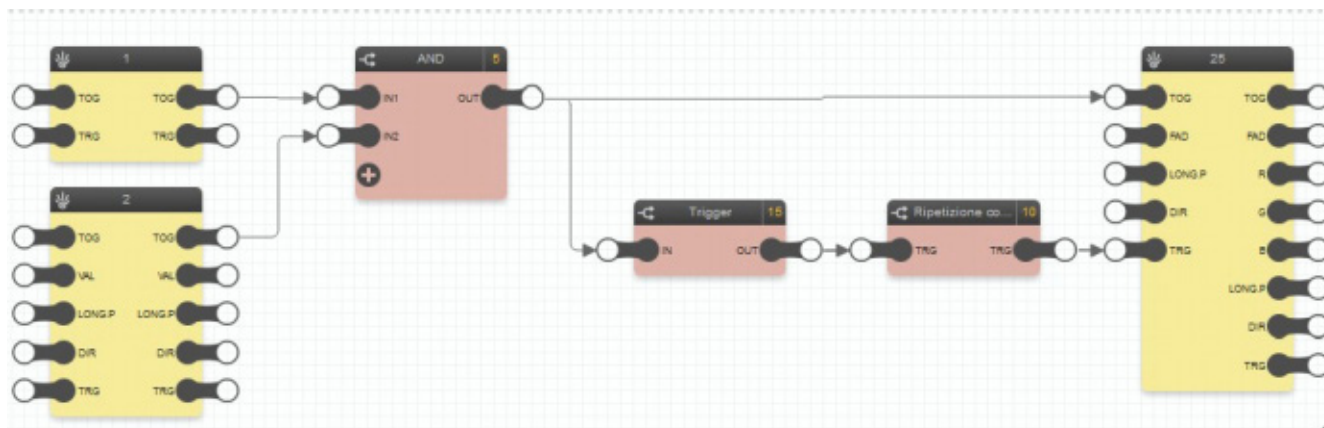 1
TOG TOG
TRG TRG
2
TOG TOG
VAL VAL
LONG.P LONG.P
DIR DIR
TRG TRG
AND 5
IN1 OUT
IN2
Trigger 15
IN OUT
Ripetizione co... 10
TRG TRG
25
TOG TOG
FAD FAD
LONG.P R
DIR G
TRG B
LONG.P
DIR
TRG